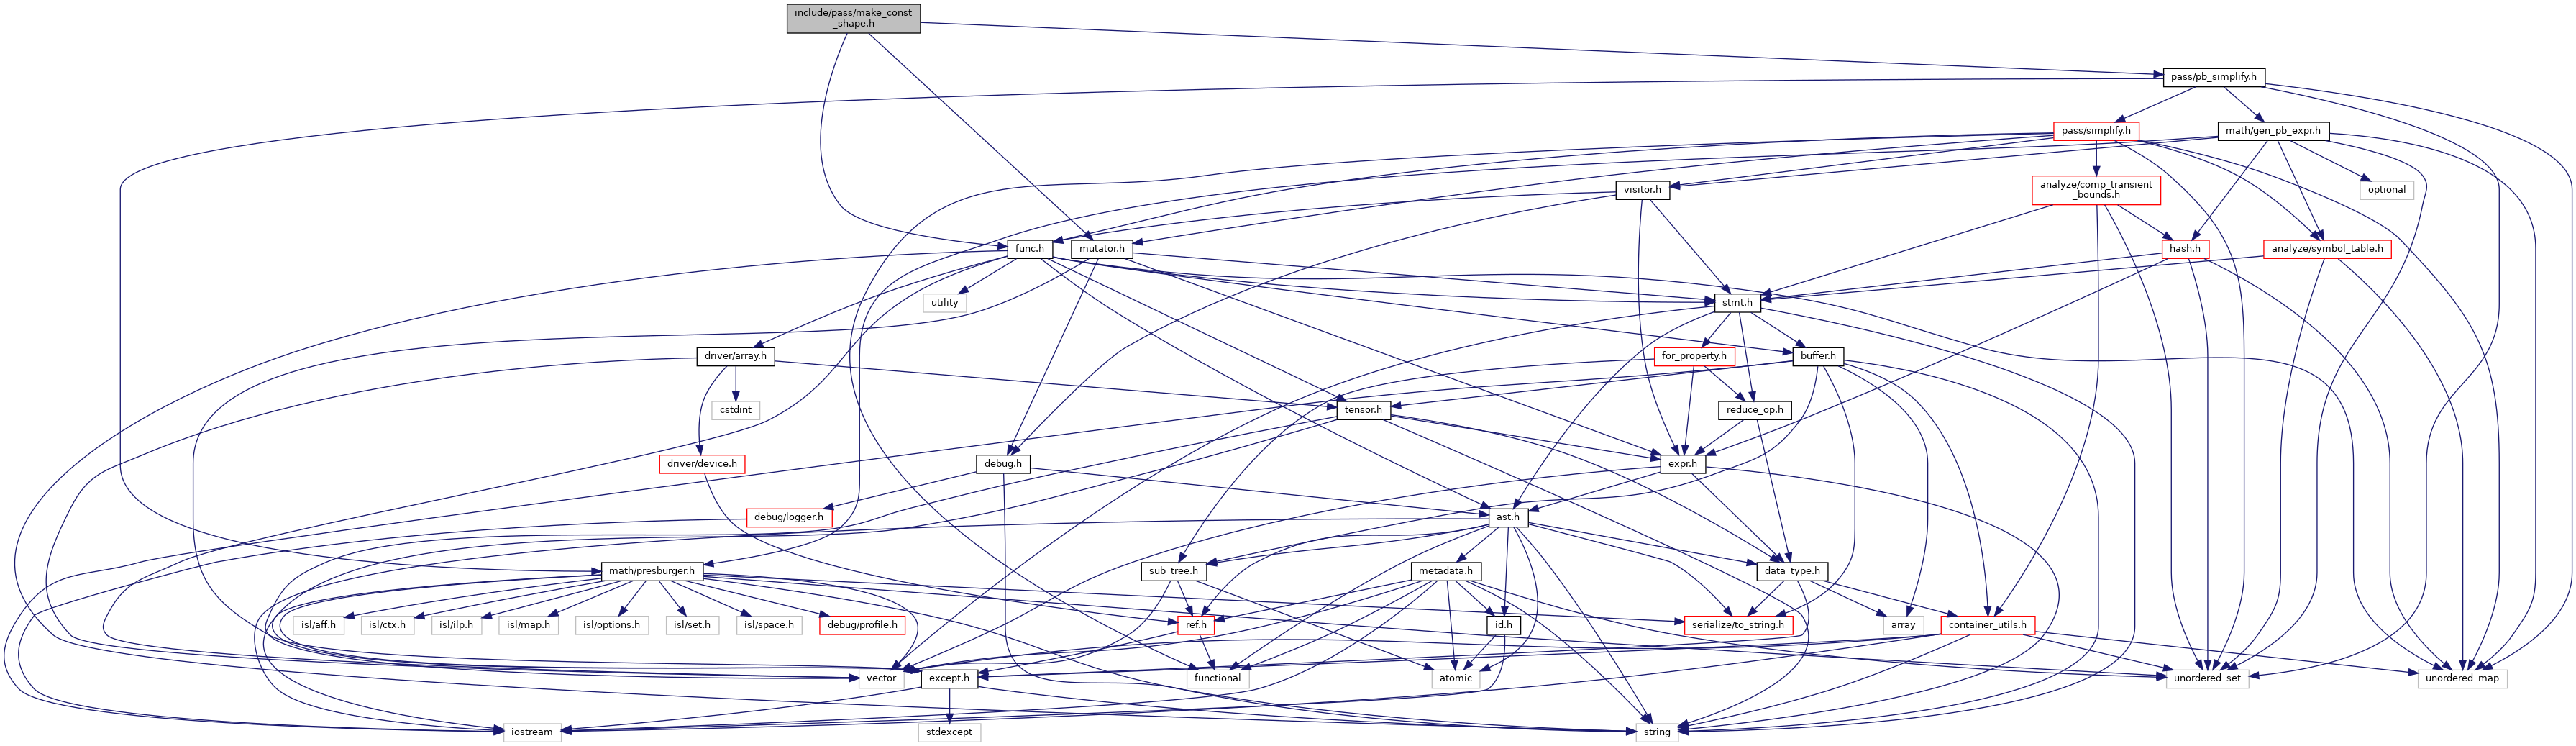 include/pass/make_const
_shape.h
pass/pb_simplify.h
pass/simplify.h
math/gen_pb_expr.h
visitor.h
analyze/comp_transient
_bounds.h
optional
func.h
mutator.h
hash.h
analyze/symbol_table.h
utility
stmt.h
driver/array.h
for_property.h
buffer.h
cstdint
tensor.h
reduce_op.h
driver/device.h
debug.h
expr.h
debug/logger.h
ast.h
math/presburger.h
sub_tree.h
metadata.h
data_type.h
isl/aff.h
isl/ctx.h
isl/ilp.h
isl/map.h
isl/options.h
isl/set.h
isl/space.h
debug/profile.h
ref.h
id.h
serialize/to_string.h
array
container_utils.h
vector
except.h
functional
atomic
unordered_set
unordered_map
iostream
stdexcept
string